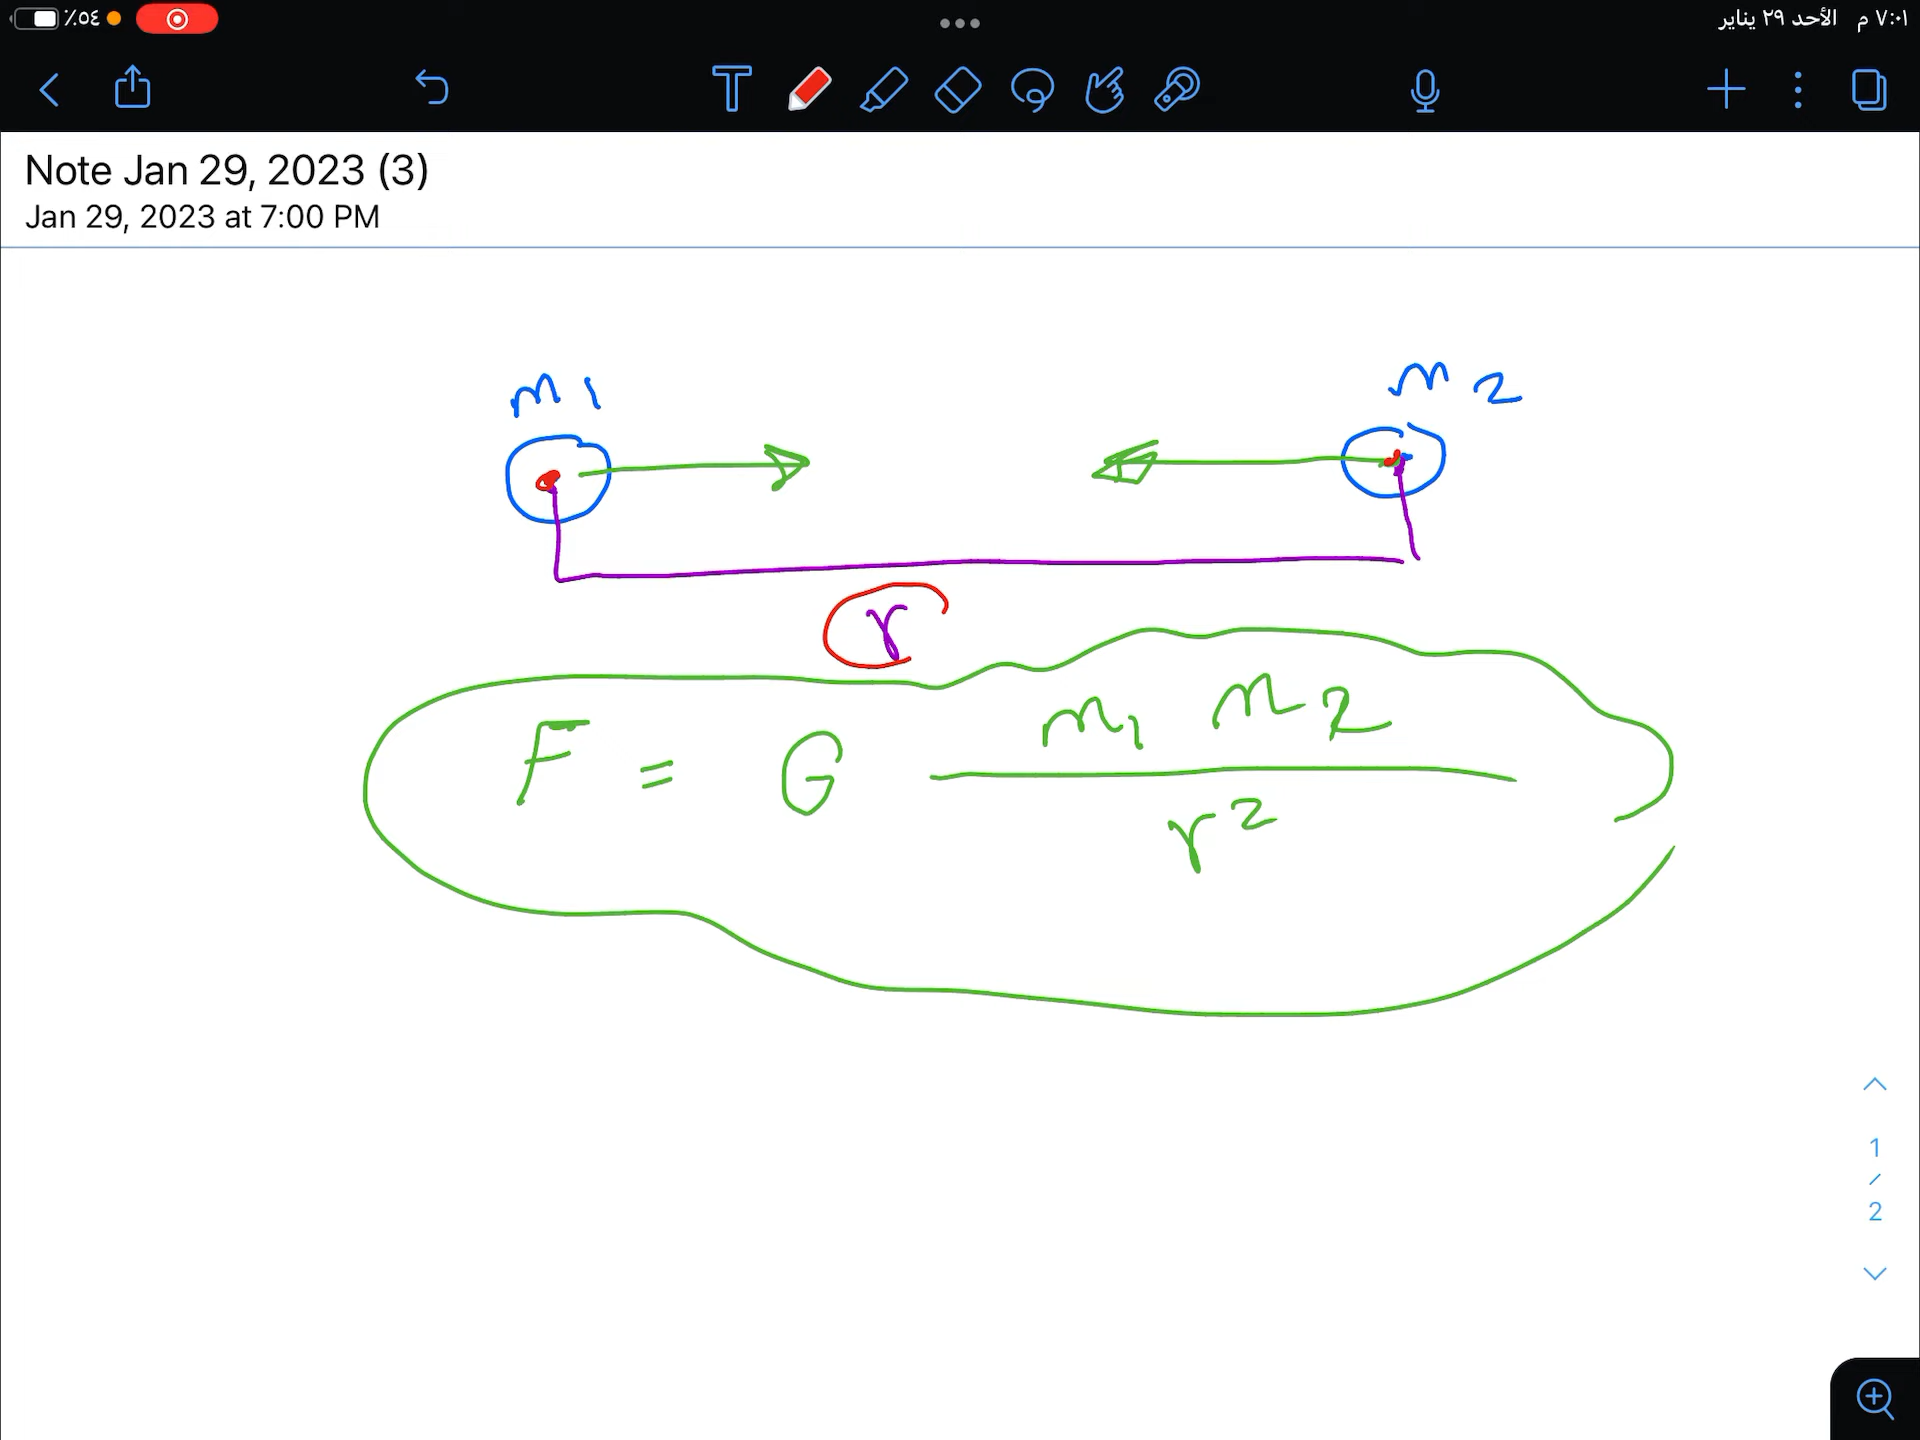 ٪٥٤ ٧:٠١ م الأحد ٢٩ يناير
Note Jan 29, 2023 (3)
Jan 29, 2023 at 7:00 PM
m1 m2
r
F = G m1 m2 / r²
1
/
2